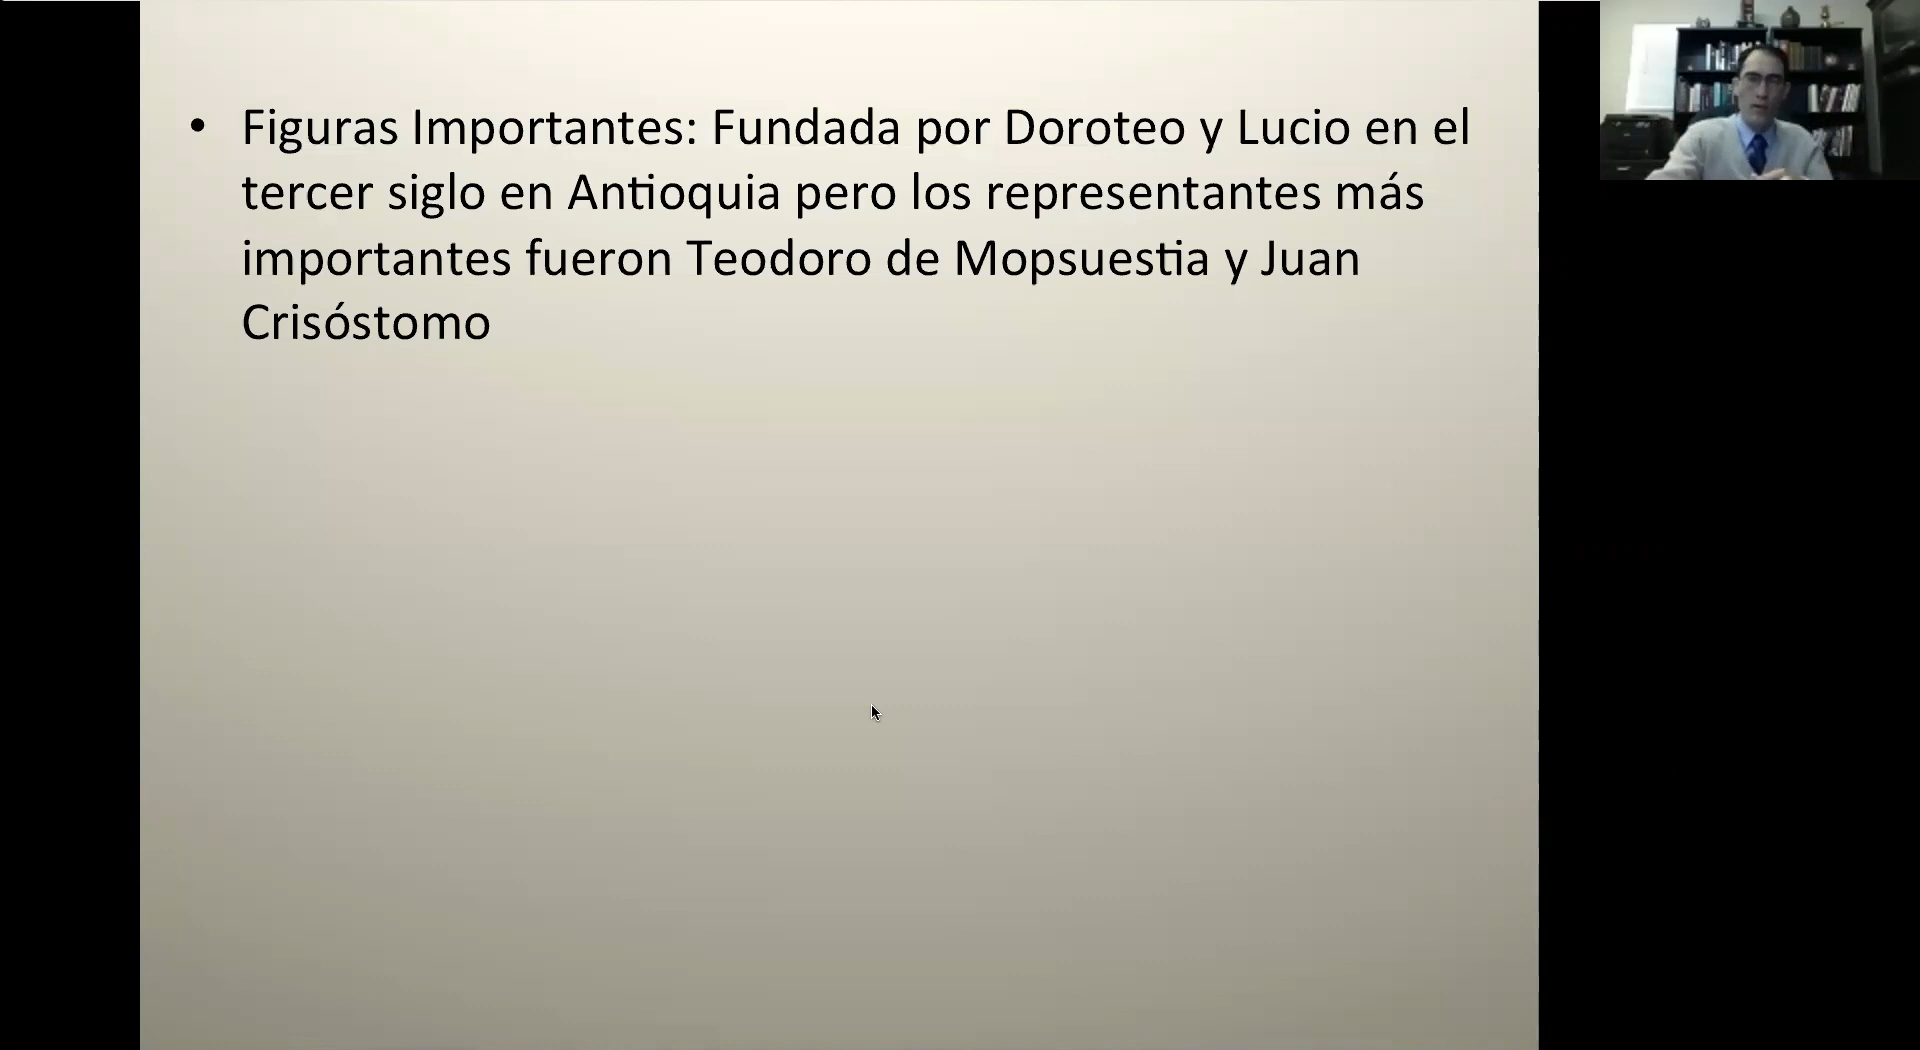 • Figuras Importantes: Fundada por Doroteo y Lucio en el
tercer siglo en Antioquia pero los representantes más
importantes fueron Teodoro de Mopsuestia y Juan
Crisóstomo